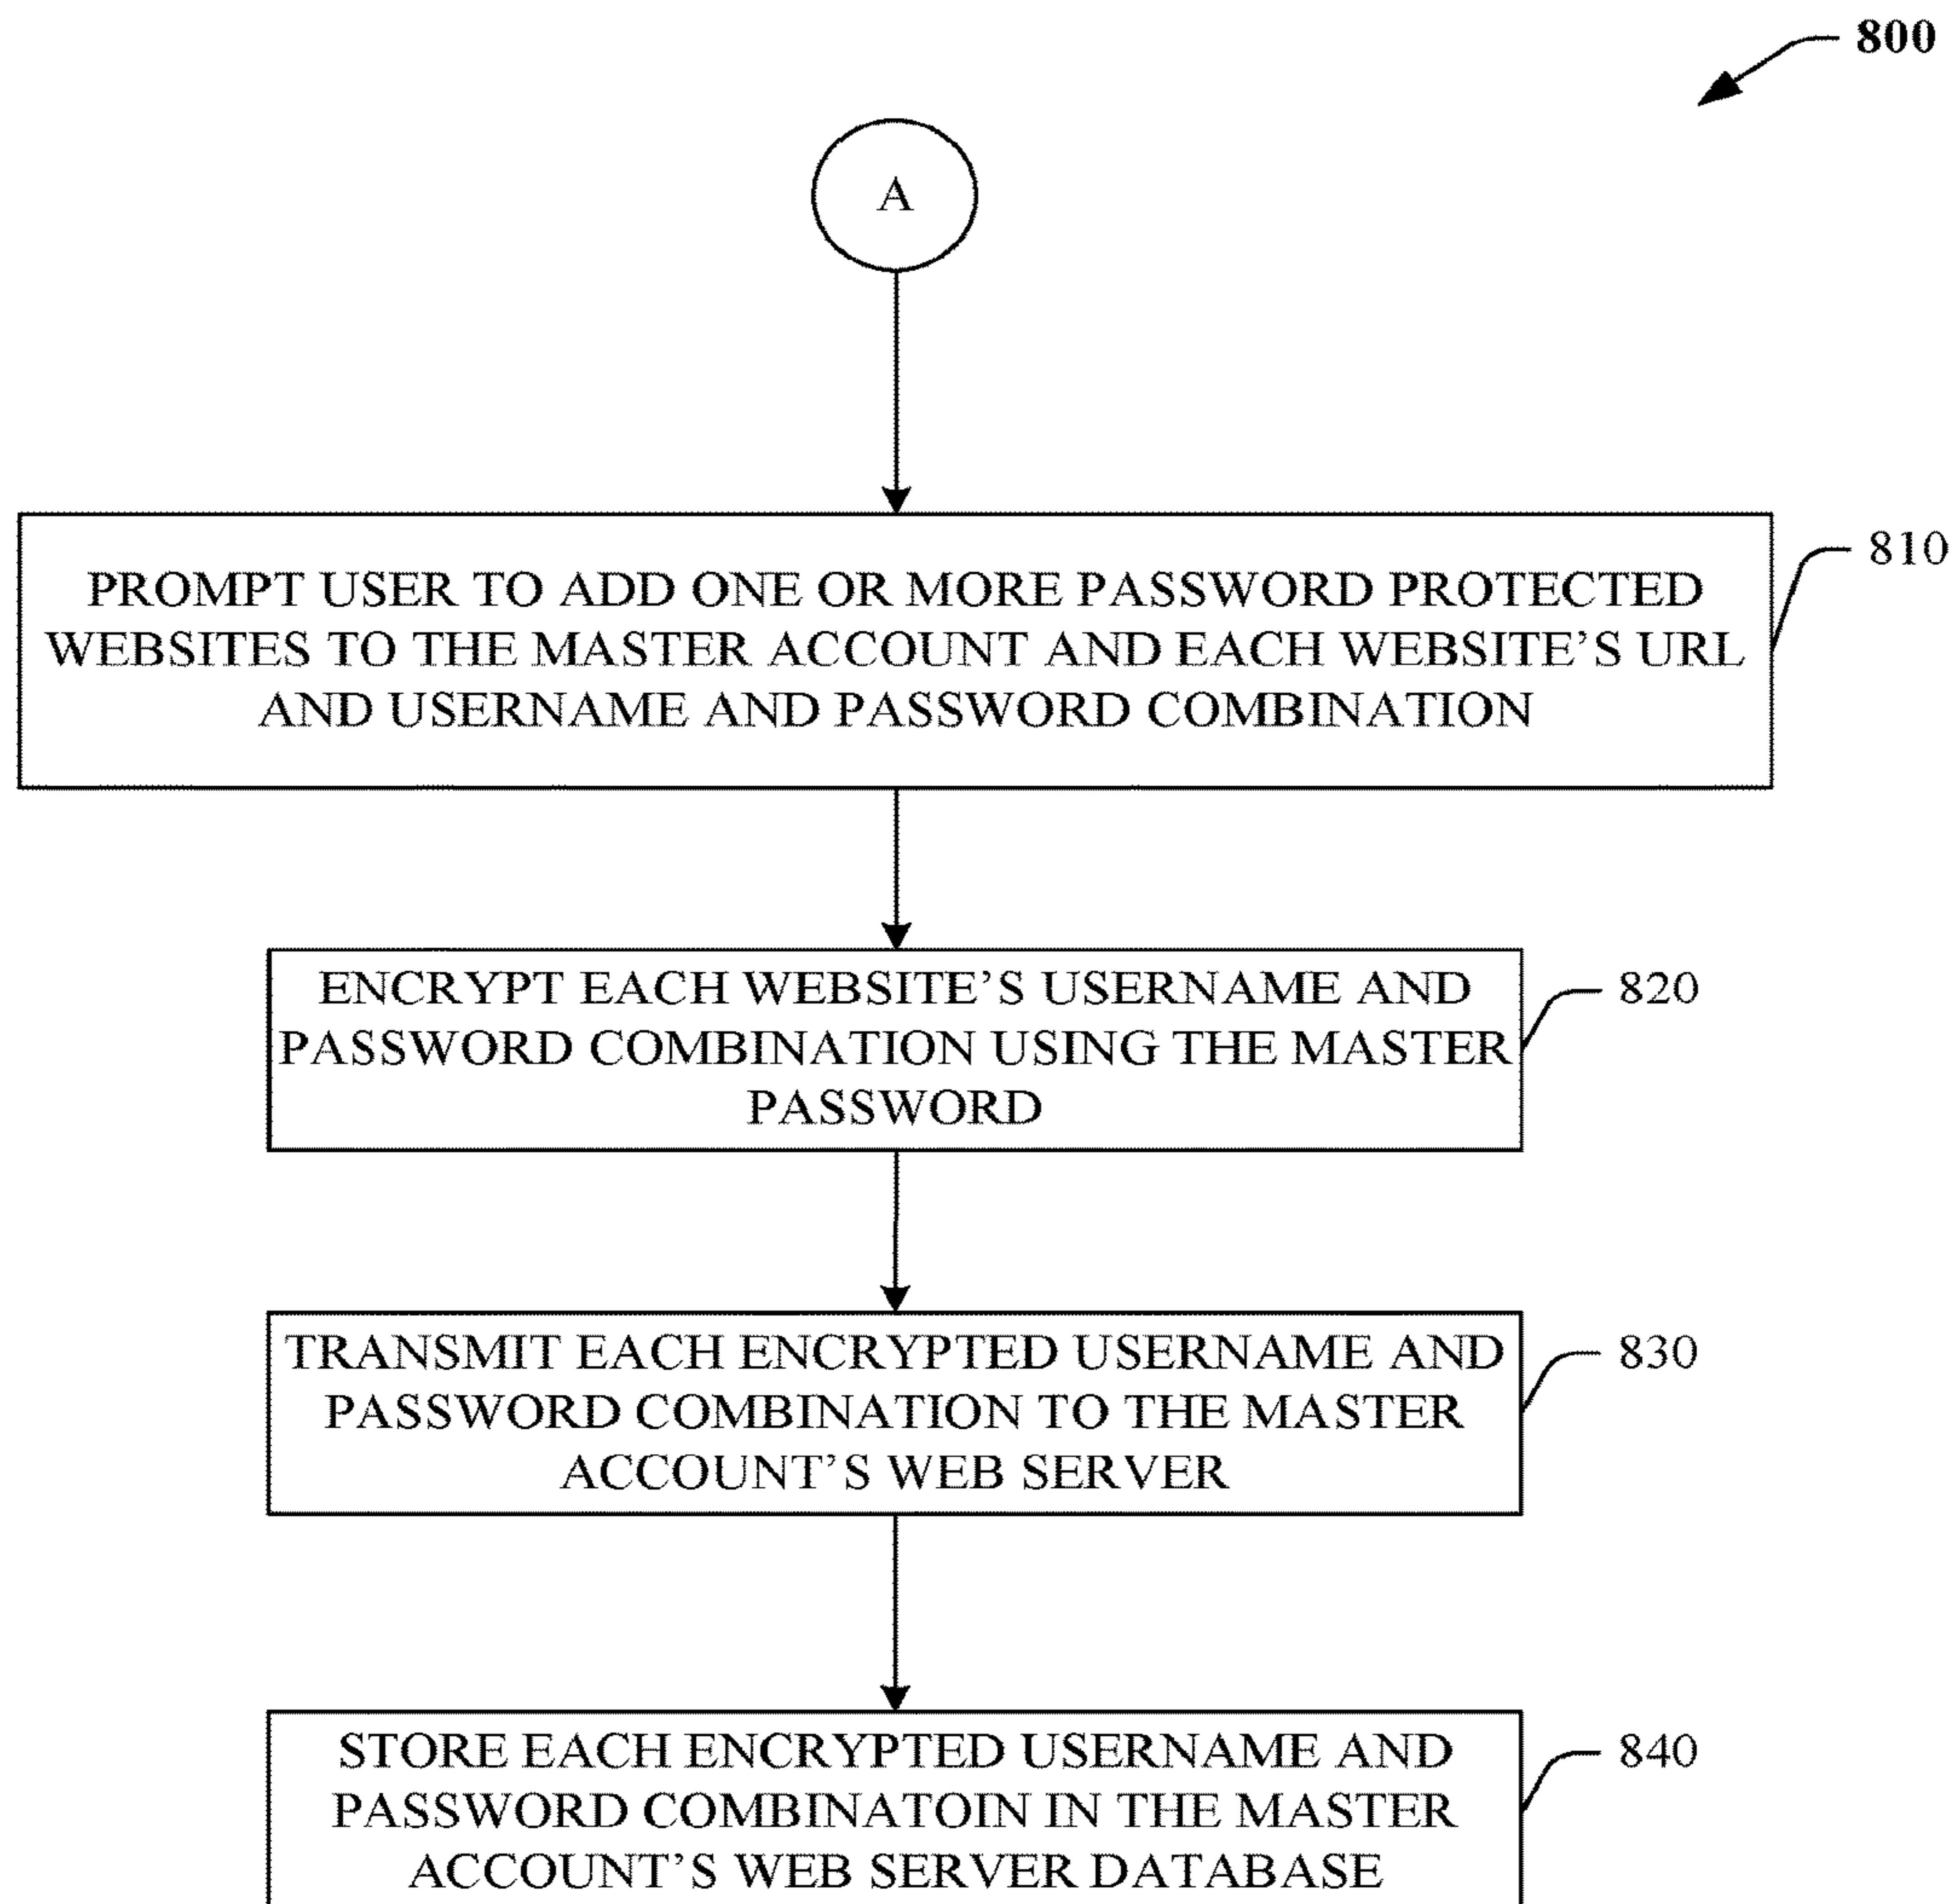 800
A
PROMPT USER TO ADD ONE OR MORE PASSWORD PROTECTED
WEBSITES TO THE MASTER ACCOUNT AND EACH WEBSITE’S URL
AND USERNAME AND PASSWORD COMBINATION
810
ENCRYPT EACH WEBSITE’S USERNAME AND
PASSWORD COMBINATION USING THE MASTER
PASSWORD
820
TRANSMIT EACH ENCRYPTED USERNAME AND
PASSWORD COMBINATION TO THE MASTER
ACCOUNT’S WEB SERVER
830
STORE EACH ENCRYPTED USERNAME AND
PASSWORD COMBINATOIN IN THE MASTER
ACCOUNT’S WEB SERVER DATABASE
840